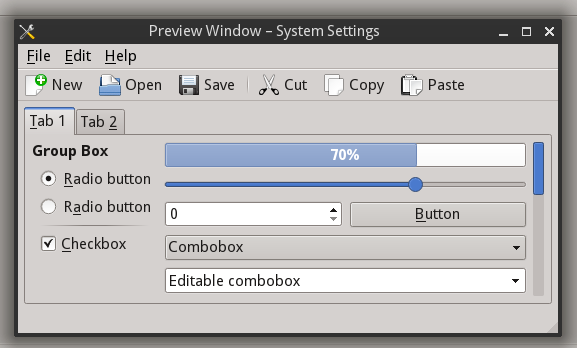 Preview Window – System Settings
File Edit Help
New Open Save Cut Copy Paste
Tab 1 Tab 2
Group Box 70%
Radio button
Radio button 0 Button
Checkbox Combobox
Editable combobox